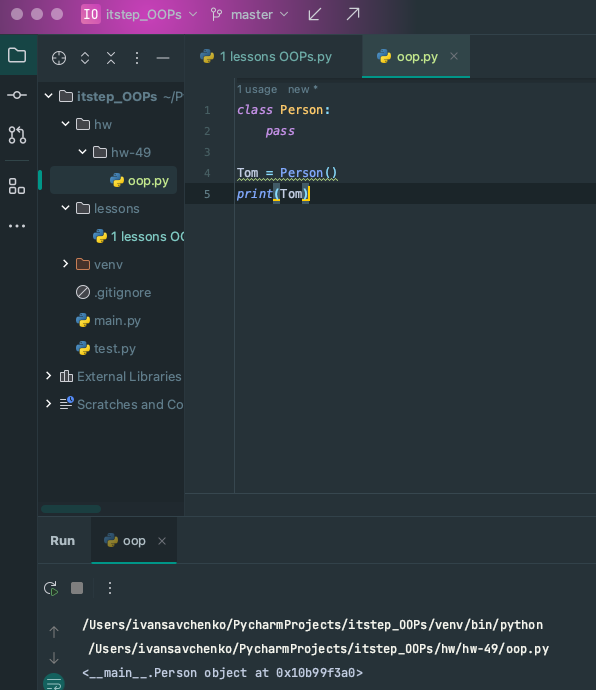 IO itstep_OOPs master
1 lessons OOPs.py oop.py
itstep_OOPs ~/P
hw
hw-49
oop.py
lessons
1 lessons OO
venv
.gitignore
main.py
test.py
External Libraries
Scratches and Co
1 usage new *
1 class Person:
2 pass
3
4 Tom = Person()
5 print(Tom)
Run oop
/Users/ivansavchenko/PycharmProjects/itstep_OOPs/venv/bin/python
/Users/ivansavchenko/PycharmProjects/itstep_OOPs/hw/hw-49/oop.py
<__main__.Person object at 0x10b99f3a0>